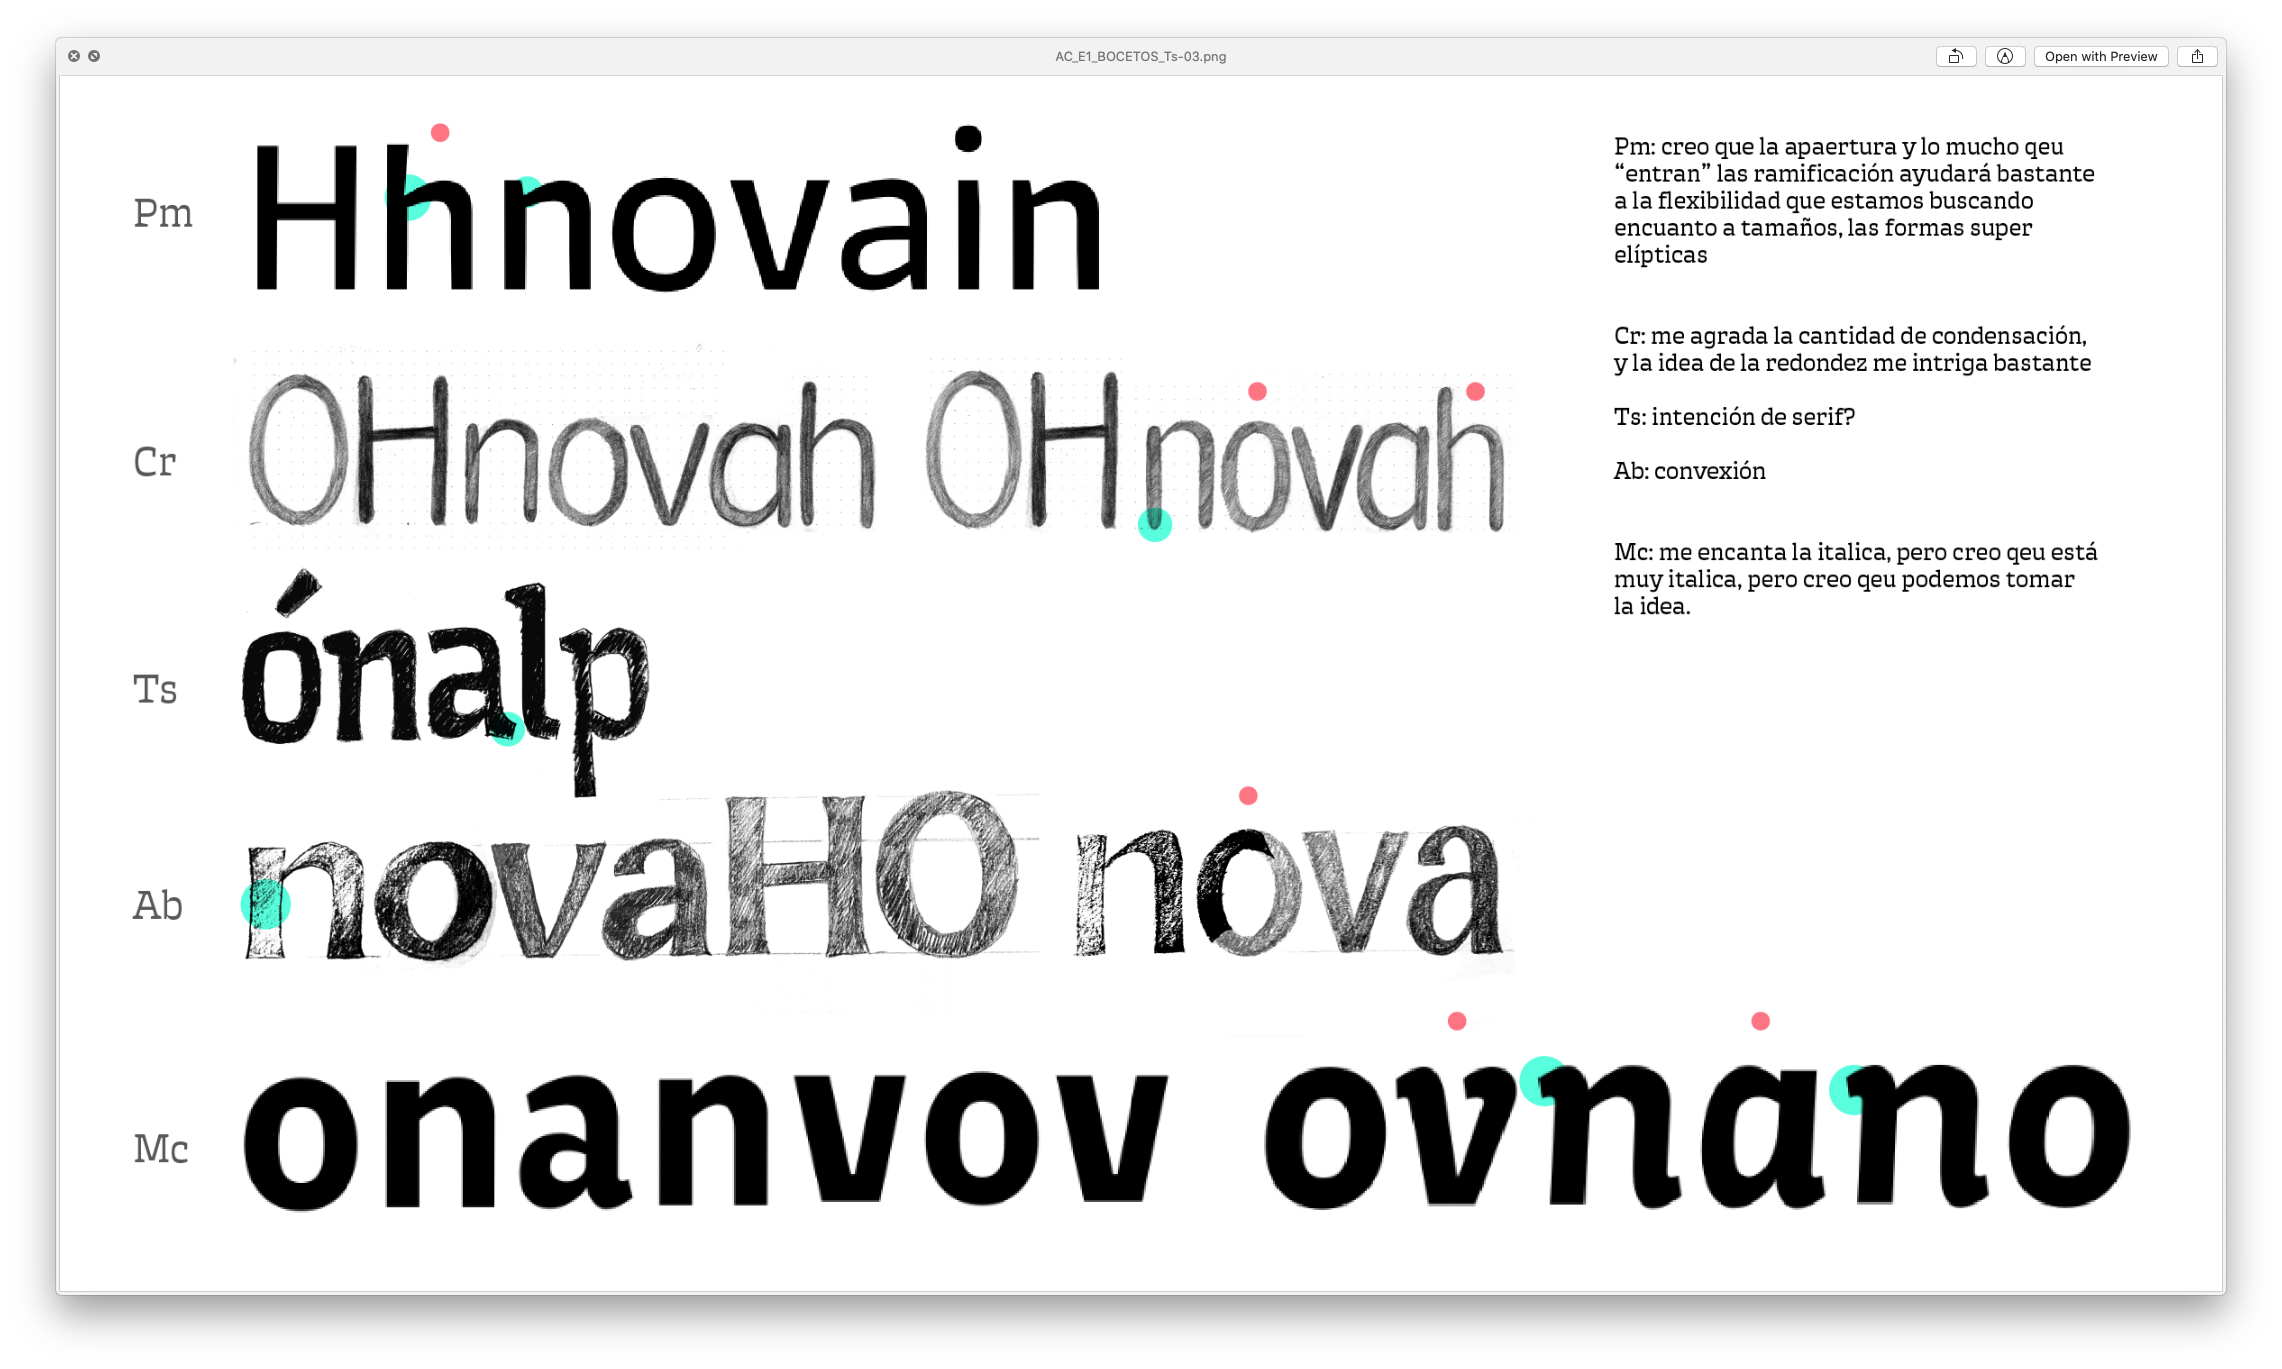 AC_E1_BOCETOS_Ts-03.png
Open with Preview
Pm
Hhnovain
Pm: creo que la apaertura y lo mucho qeu
“entran” las ramificación ayudará bastante
a la flexibilidad que estamos buscando
encuanto a tamaños, las formas super
elípticas
Cr
OHnovah OHnovah
Cr: me agrada la cantidad de condensación,
y la idea de la redondez me intriga bastante
Ts: intención de serif?
Ab: convexión
Mc: me encanta la italica, pero creo qeu está
muy italica, pero creo qeu podemos tomar
la idea.
Ts
ónalp
Ab
novaHO nova
Mc
onanvov ovnano